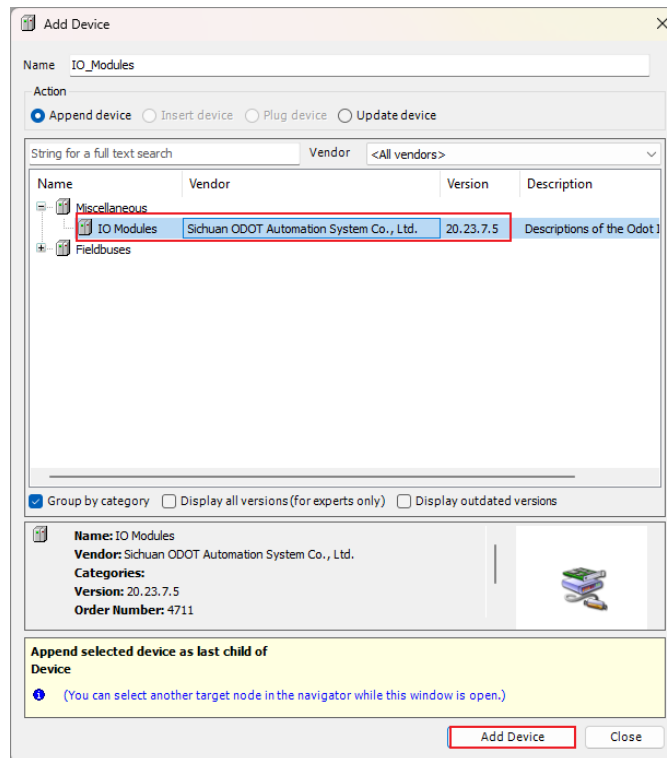 Add Device
Name IO_Modules
Action
Append device Insert device Plug device Update device
String for a full text search Vendor <All vendors>
Name Vendor Version Description
Miscellaneous
IO Modules Sichuan ODOT Automation System Co., Ltd. 20.23.7.5 Descriptions of the Odot I
Fieldbuses
Group by category Display all versions (for experts only) Display outdated versions
Name: IO Modules
Vendor: Sichuan ODOT Automation System Co., Ltd.
Categories:
Version: 20.23.7.5
Order Number: 4711
Append selected device as last child of
Device
(You can select another target node in the navigator while this window is open.)
Add Device Close